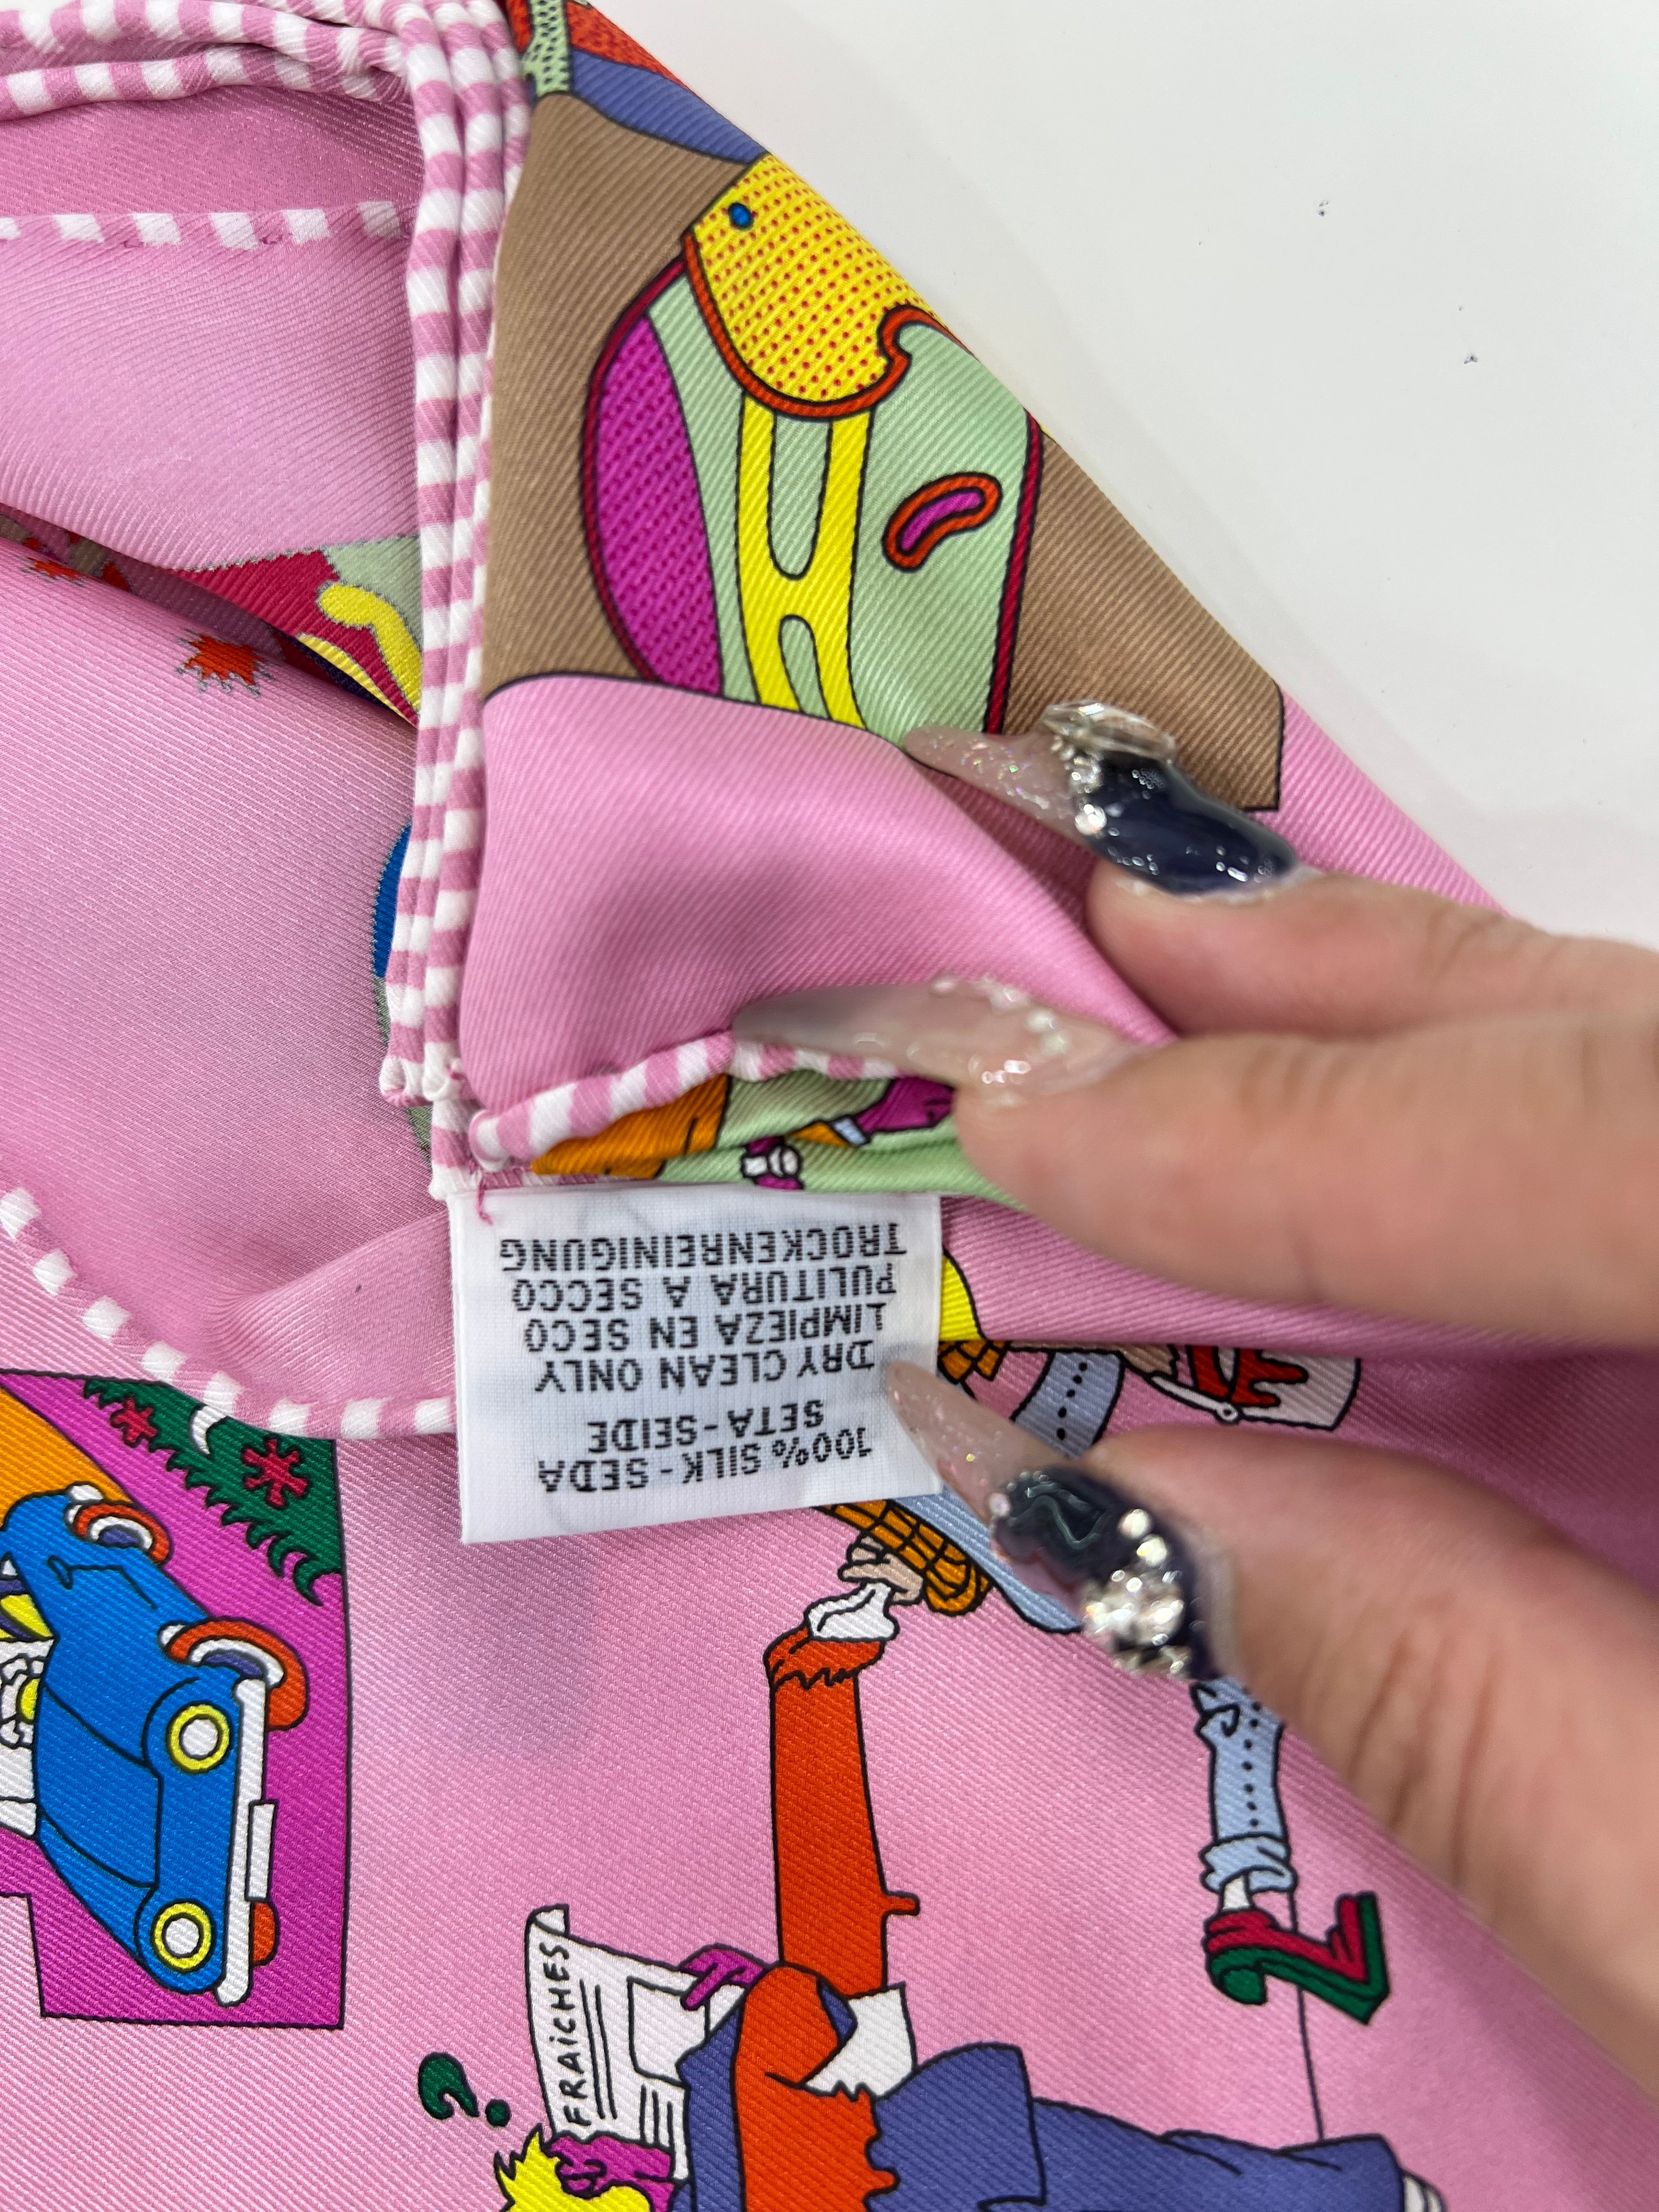 100% SILK - SEDA
SETA - SEIDE
DRY CLEAN ONLY
LIMPIEZA EN SECO
PULITURA A SECCO
TROCKENREINIGUNG
FRAiCHES
?